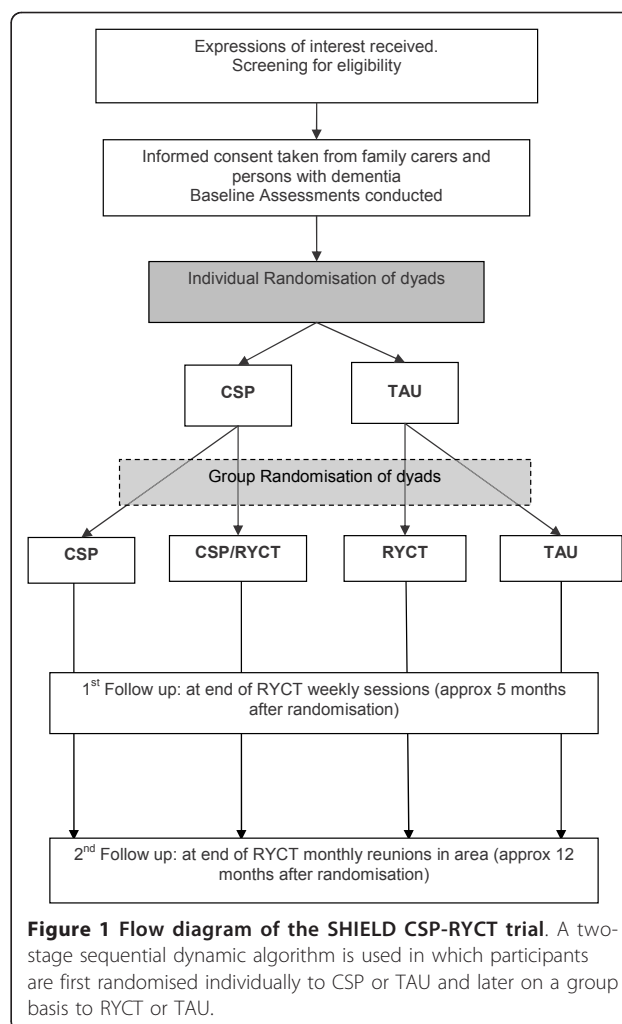 Expressions of interest received.
Screening for eligibility
Informed consent taken from family carers and
persons with dementia
Baseline Assessments conducted
Individual Randomisation of dyads
CSP
TAU
Group Randomisation of dyads
CSP
CSP/RYCT
RYCT
TAU
1st Follow up: at end of RYCT weekly sessions (approx 5 months
after randomisation)
2nd Follow up: at end of RYCT monthly reunions in area (approx 12
months after randomisation)
Figure 1 Flow diagram of the SHIELD CSP-RYCT trial. A two-
stage sequential dynamic algorithm is used in which participants
are first randomised individually to CSP or TAU and later on a group
basis to RYCT or TAU.